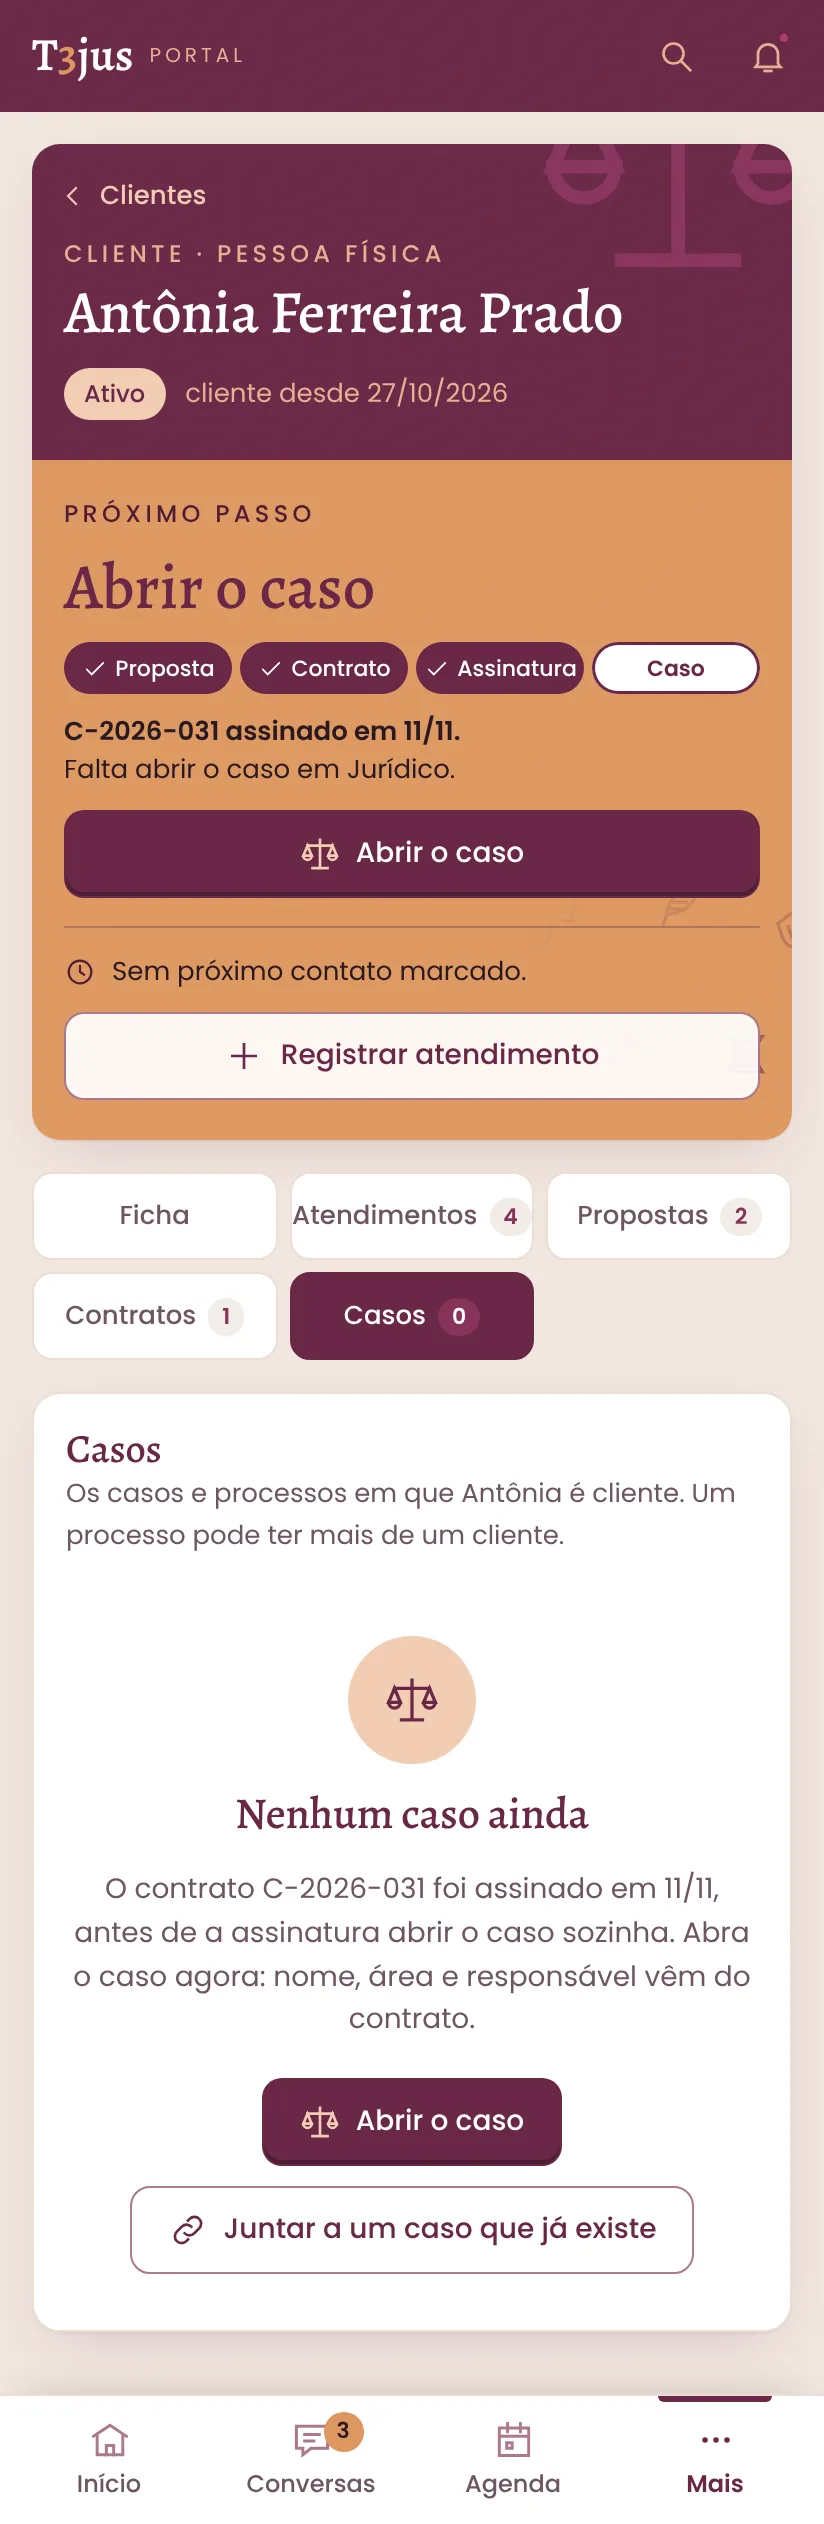 T3jus PORTAL
Clientes
CLIENTE · PESSOA FÍSICA
Antônia Ferreira Prado
Ativo cliente desde 27/10/2026
PRÓXIMO PASSO
Abrir o caso
Proposta Contrato Assinatura Caso
C-2026-031 assinado em 11/11.
Falta abrir o caso em Jurídico.
Abrir o caso
Sem próximo contato marcado.
Registrar atendimento
Ficha Atendimentos 4 Propostas 2
Contratos 1 Casos 0
Casos
Os casos e processos em que Antônia é cliente. Um
processo pode ter mais de um cliente.
Nenhum caso ainda
O contrato C-2026-031 foi assinado em 11/11,
antes de a assinatura abrir o caso sozinha. Abra
o caso agora: nome, área e responsável vêm do
contrato.
Abrir o caso
Juntar a um caso que já existe
3
Início Conversas Agenda Mais